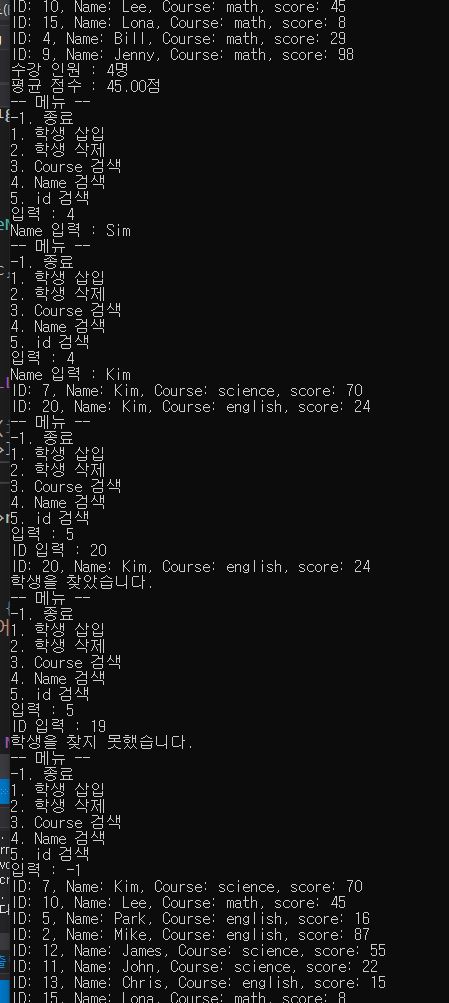 ID: 10, Name: Lee, Course: math, score: 45
ID: 15, Name: Lona, Course: math, score: 8
ID: 4, Name: Bill, Course: math, score: 29
ID: 9, Name: Jenny, Course: math, score: 98
수강 인원 : 4명
평균 점수 : 45.00점
-- 메뉴 --
-1. 종료
1. 학생 삽입
2. 학생 삭제
3. Course 검색
4. Name 검색
5. id 검색
입력 : 4
Name 입력 : Sim
-- 메뉴 --
-1. 종료
1. 학생 삽입
2. 학생 삭제
3. Course 검색
4. Name 검색
5. id 검색
입력 : 4
Name 입력 : Kim
ID: 7, Name: Kim, Course: science, score: 70
ID: 20, Name: Kim, Course: english, score: 24
-- 메뉴 --
-1. 종료
1. 학생 삽입
2. 학생 삭제
3. Course 검색
4. Name 검색
5. id 검색
입력 : 5
ID 입력 : 20
ID: 20, Name: Kim, Course: english, score: 24
학생을 찾았습니다.
-- 메뉴 --
-1. 종료
1. 학생 삽입
2. 학생 삭제
3. Course 검색
4. Name 검색
5. id 검색
입력 : 5
ID 입력 : 19
학생을 찾지 못했습니다.
-- 메뉴 --
-1. 종료
1. 학생 삽입
2. 학생 삭제
3. Course 검색
4. Name 검색
5. id 검색
입력 : -1
ID: 7, Name: Kim, Course: science, score: 70
ID: 10, Name: Lee, Course: math, score: 45
ID: 5, Name: Park, Course: english, score: 16
ID: 2, Name: Mike, Course: english, score: 87
ID: 12, Name: James, Course: science, score: 55
ID: 11, Name: John, Course: science, score: 22
ID: 13, Name: Chris, Course: english, score: 15
ID: 15, Name: Lona, Course: math, score: 8